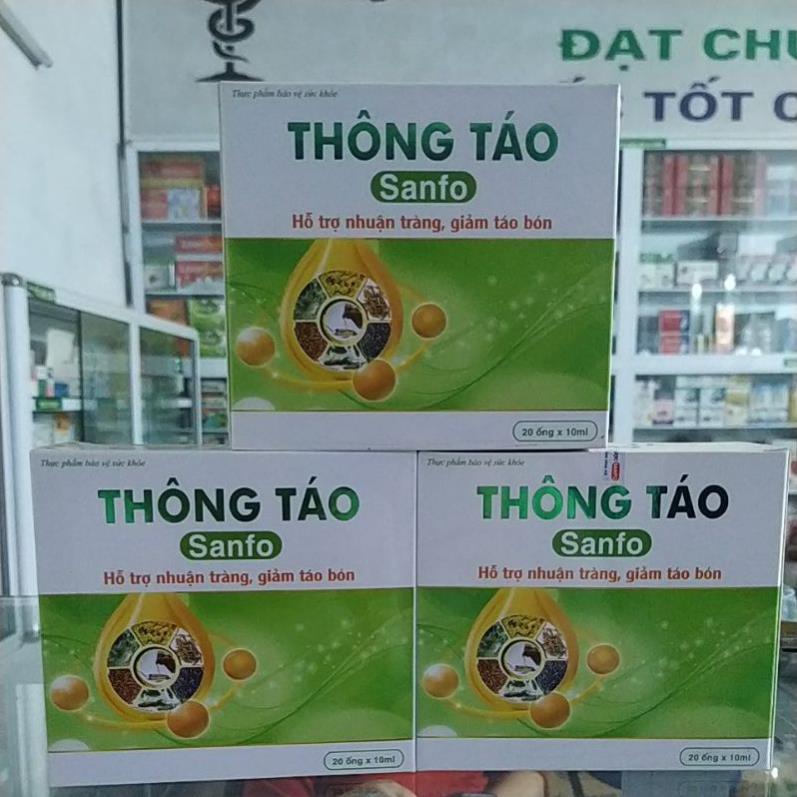 ĐẠT CHU
TỐT C
Thực phẩm bảo vệ sức khỏe
THÔNG TÁO
Sanfo
Hỗ trợ nhuận tràng, giảm táo bón
20 ống x 10ml
Thực phẩm bảo vệ sức khỏe
THÔNG TÁO
Sanfo
Hỗ trợ nhuận tràng, giảm táo bón
20 ống x 10ml
Thực phẩm bảo vệ sức khỏe
THÔNG TÁO
Sanfo
Hỗ trợ nhuận tràng, giảm táo bón
20 ống x 10ml